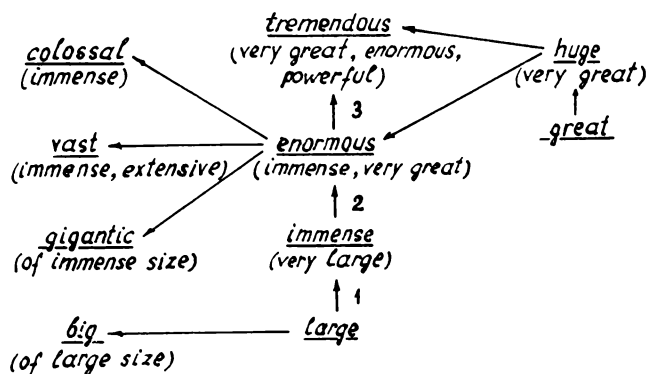 tremendous
(very great, enormous,
powerful)
colossal
(immense)
huge
(very great)
3
great
vast
(immense, extensive)
enormous
(immense, very great)
2
gigantic
(of immense size)
immense
(very large)
1
big
(of large size)
large